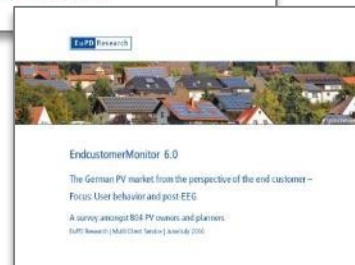 EuPD Research
EndcustomerMonitor 6.0
The German PV market from the perspective of the end customer –
Focus: User behavior and post-EEG
A survey amongst 804 PV owners and planners
EuPD Research | Multi Client Service | June/July 2016